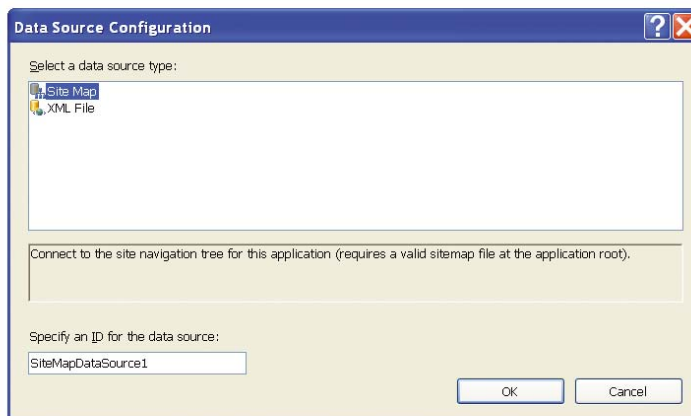 Data Source Configuration
Select a data source type:
Site Map
XML File
Connect to the site navigation tree for this application (requires a valid sitemap file at the application root).
Specify an ID for the data source:
SiteMapDataSource1
OK
Cancel